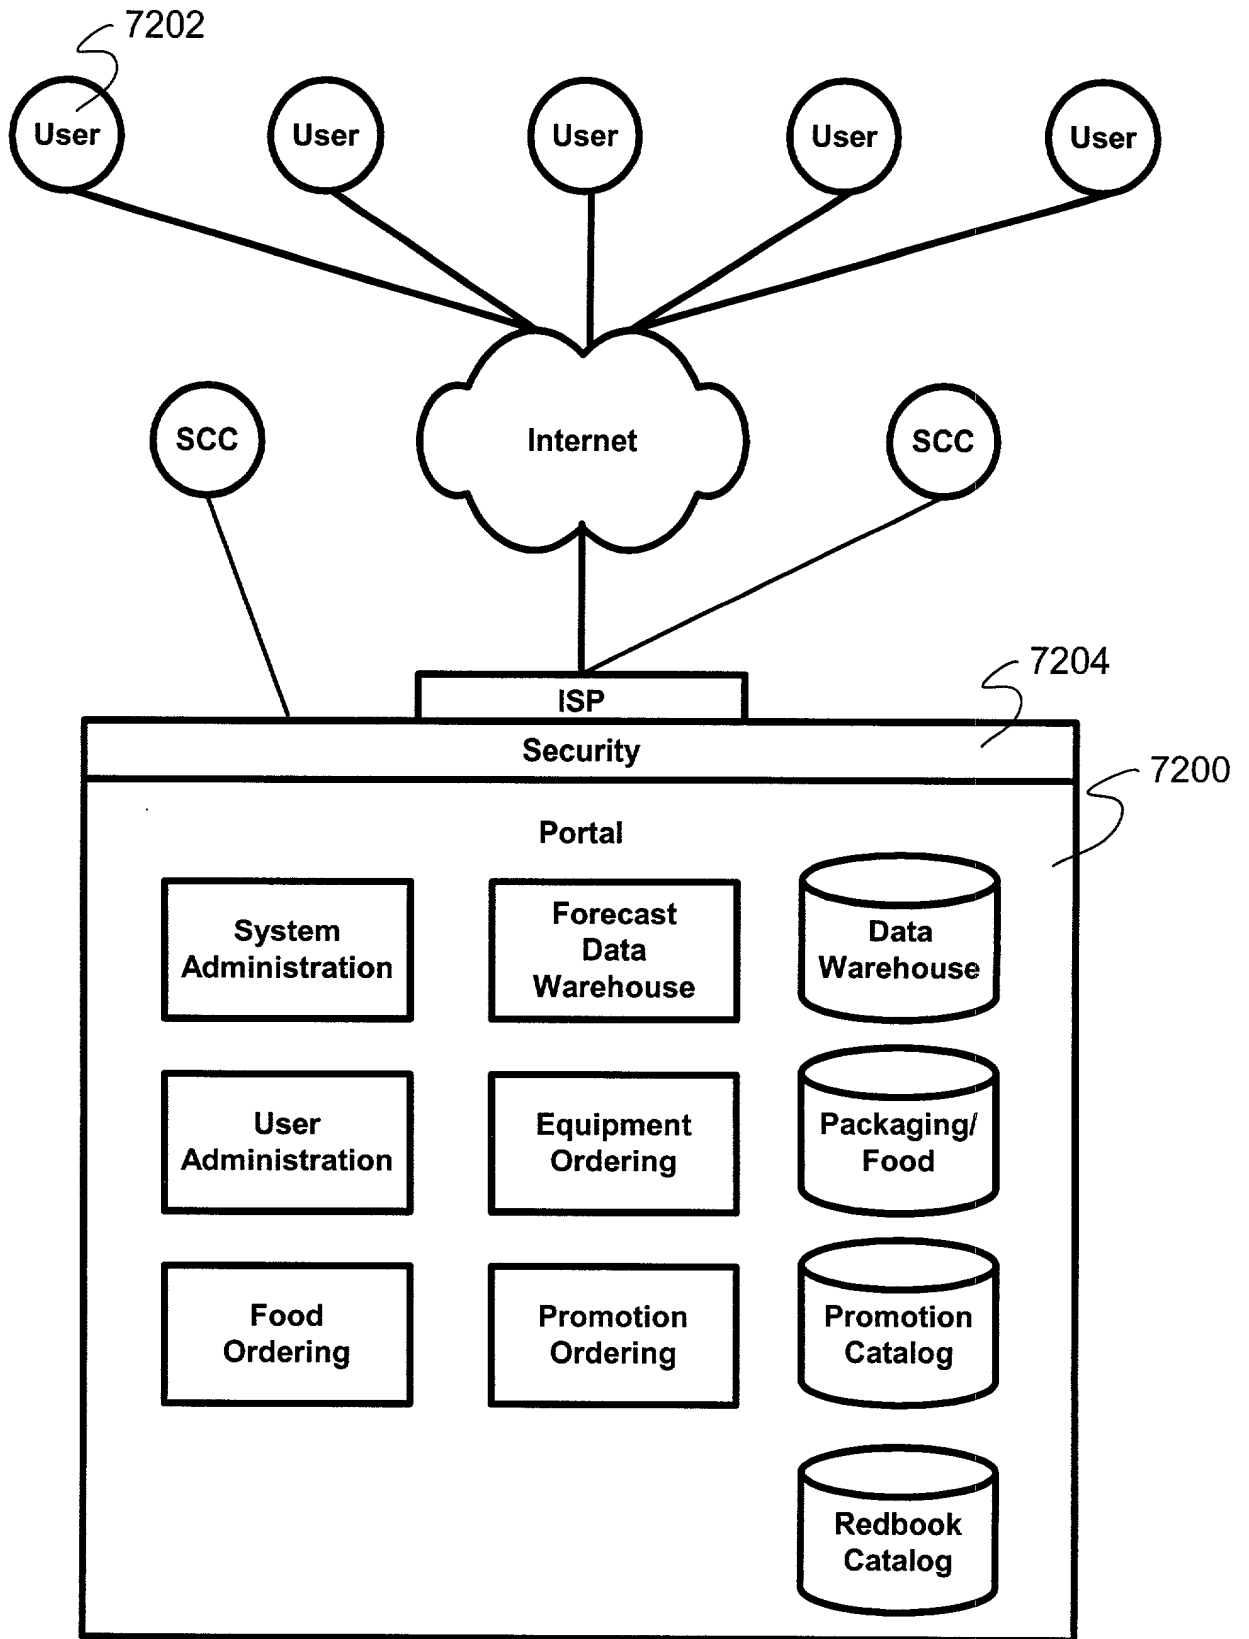 7202
User
User
User
User
User
SCC
Internet
SCC
7204
ISP
Security
7200
Portal
System
Administration
Forecast
Data
Warehouse
Data
Warehouse
User
Administration
Equipment
Ordering
Packaging/
Food
Food
Ordering
Promotion
Ordering
Promotion
Catalog
Redbook
Catalog